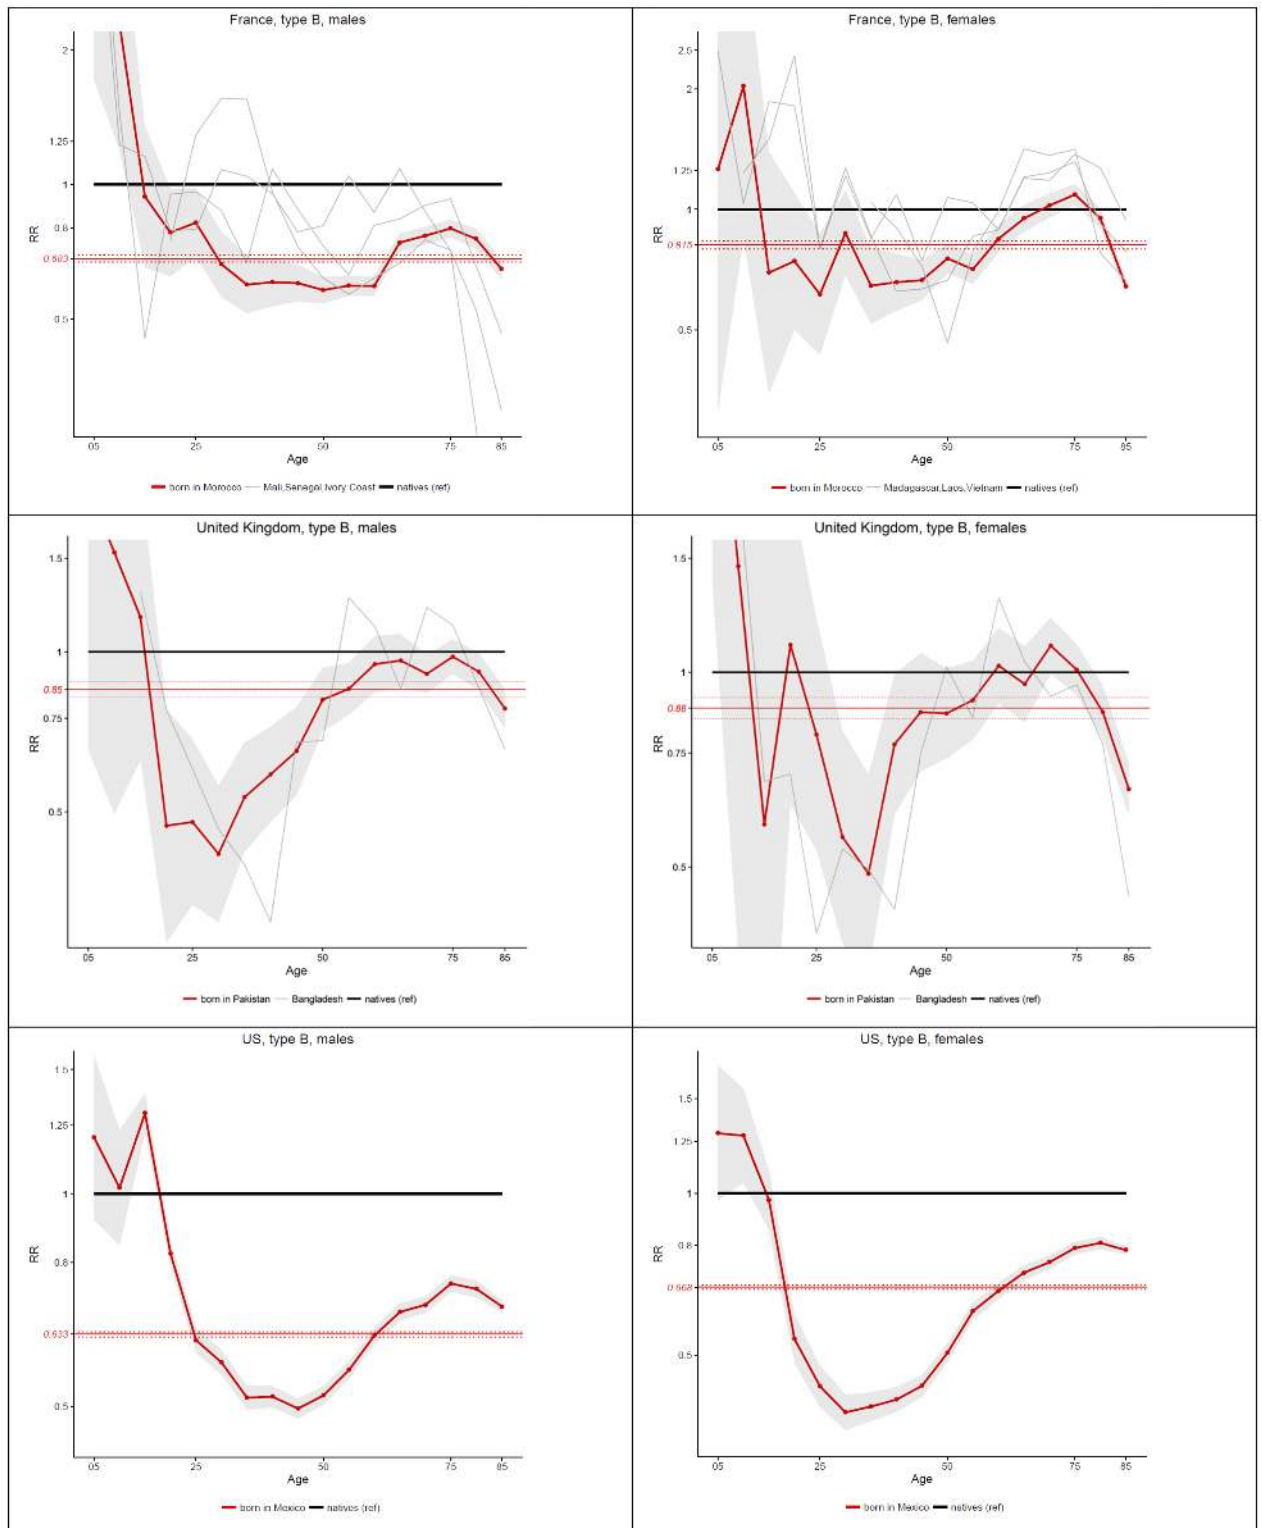 France, type B, males
2
1.25
1
0.8
0.5
RR
05
25
50
75
85
Age
born in Morocco
Mali,Senegal,Ivory Coast
natives (ref)
France, type B, females
2.5
2
1.25
1
0.815
0.5
RR
05
25
50
75
85
Age
born in Morocco
Madagascar,Laos,Vietnam
natives (ref)
United Kingdom, type B, males
1.5
1
0.85
0.75
0.5
RR
05
25
50
75
85
Age
born in Pakistan
Bangladesh
natives (ref)
United Kingdom, type B, females
1.5
1
0.88
0.75
0.5
RR
05
25
50
75
85
Age
born in Pakistan
Bangladesh
natives (ref)
US, type B, males
1.5
1.25
1
0.8
0.633
0.5
RR
05
25
50
75
85
Age
born in Mexico
natives (ref)
US, type B, females
1.5
1.25
1
0.8
0.668
0.5
RR
05
25
50
75
85
Age
born in Mexico
natives (ref)